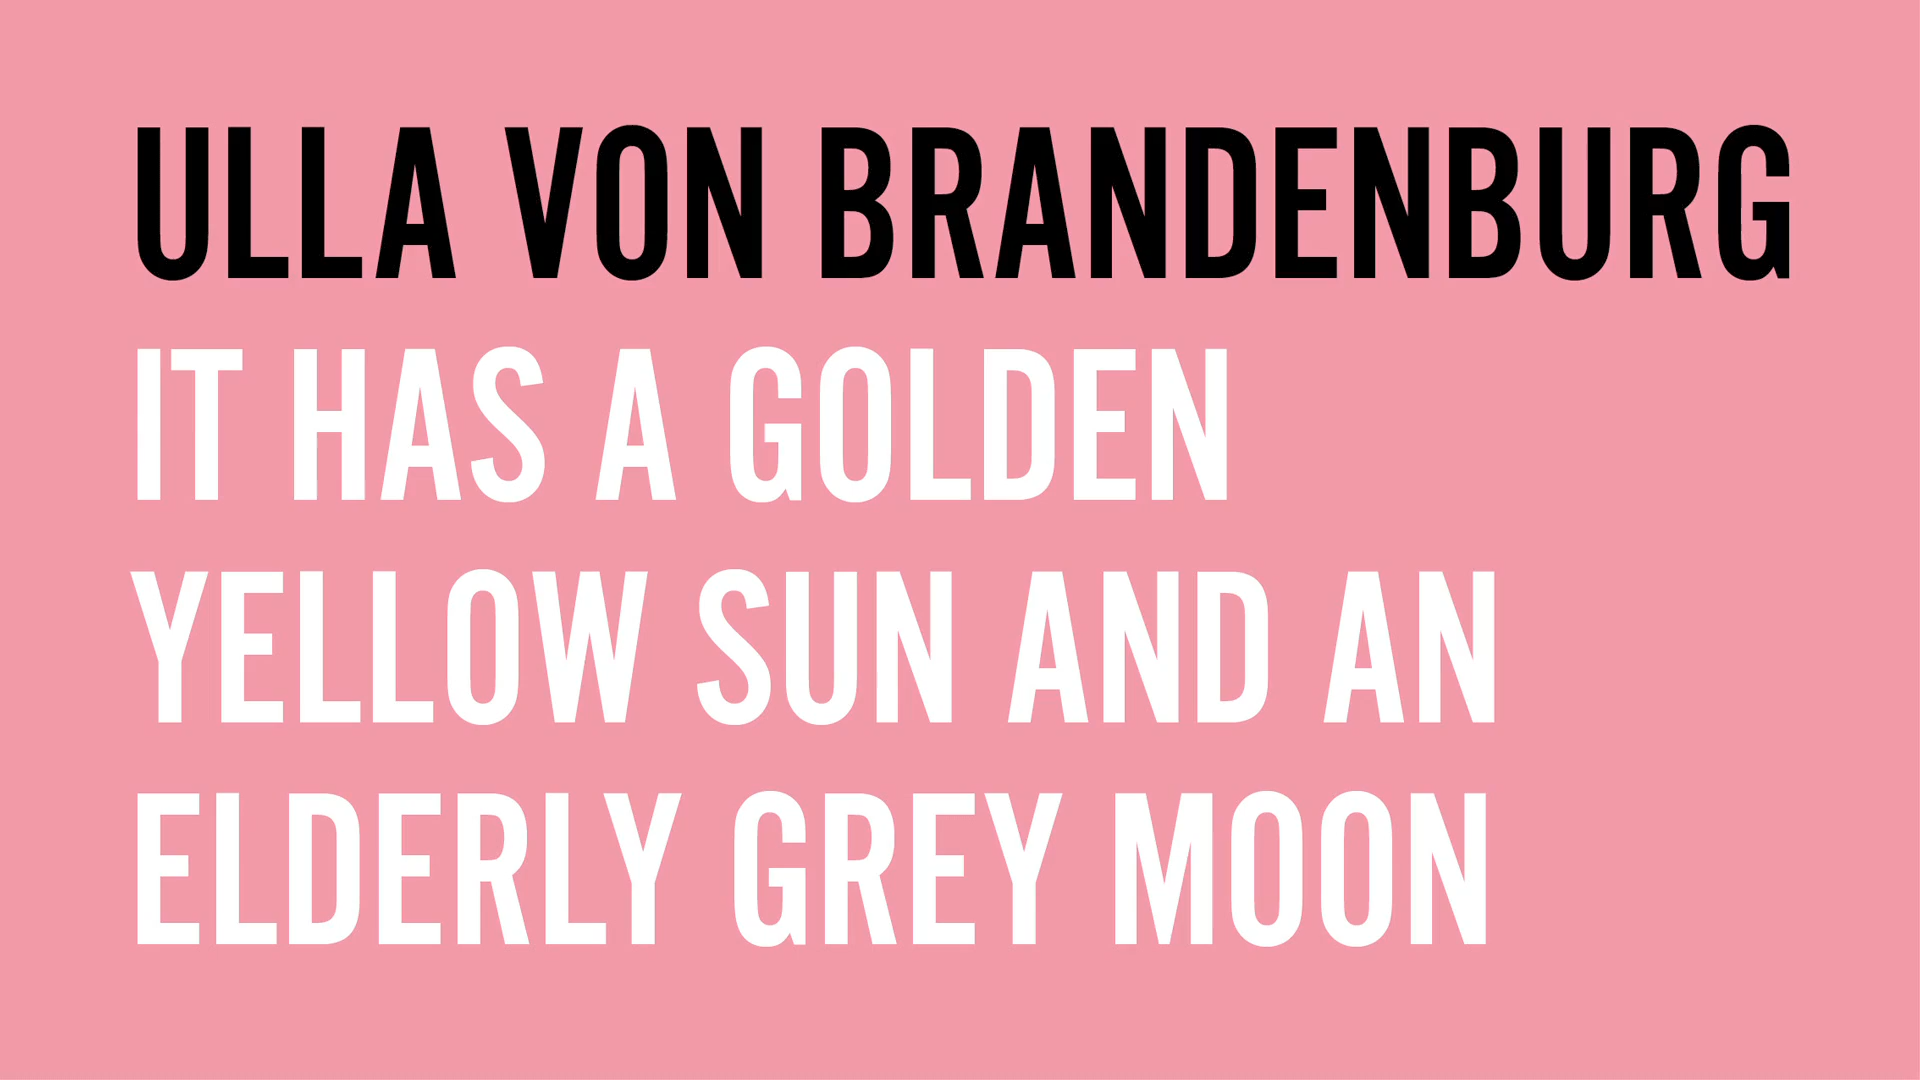 ULLA VON BRANDENBURG
IT HAS A GOLDEN
YELLOW SUN AND AN
ELDERLY GREY MOON